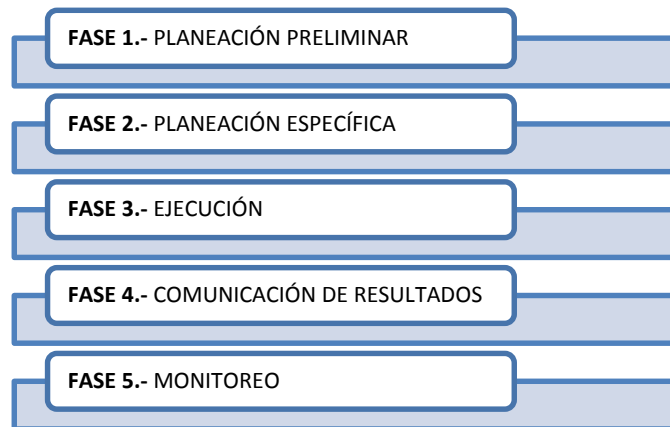 FASE 1.- PLANEACIÓN PRELIMINAR
FASE 2.- PLANEACIÓN ESPECÍFICA
FASE 3.- EJECUCIÓN
FASE 4.- COMUNICACIÓN DE RESULTADOS
FASE 5.- MONITOREO